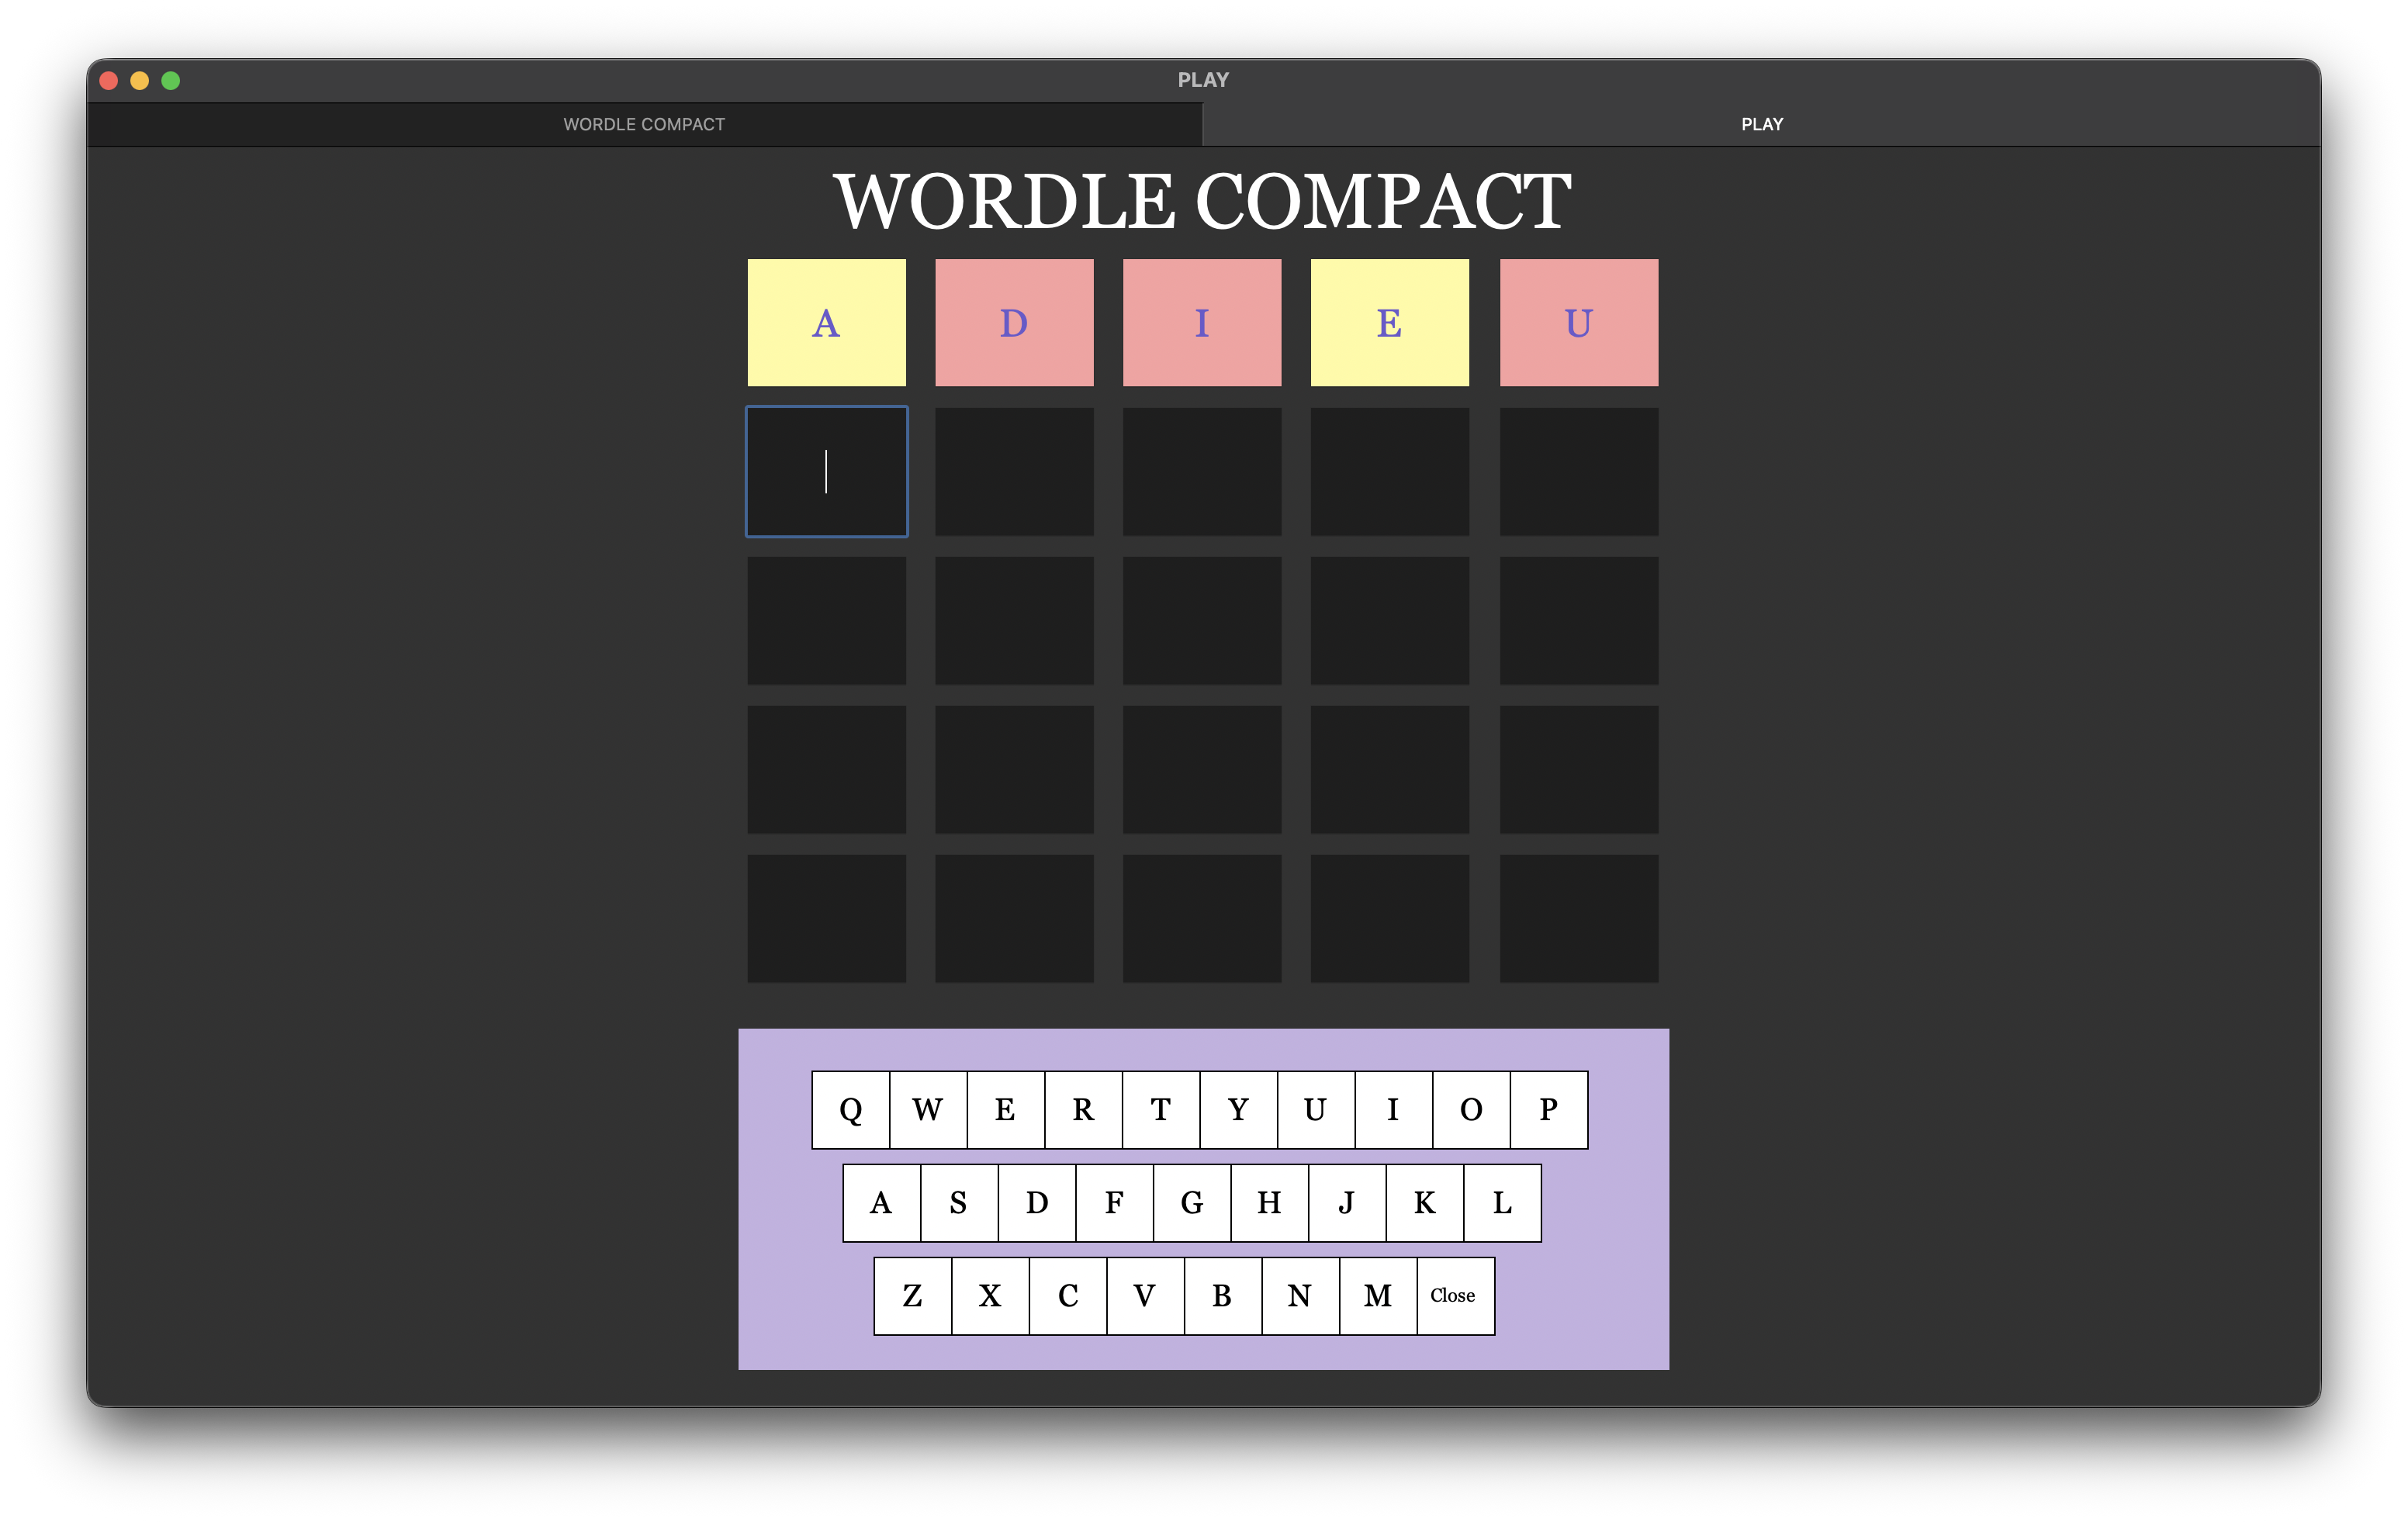 PLAY
WORDLE COMPACT PLAY
WORDLE COMPACT
A D I E U
Q W E R T Y U I O P
A S D F G H J K L
Z X C V B N M Close